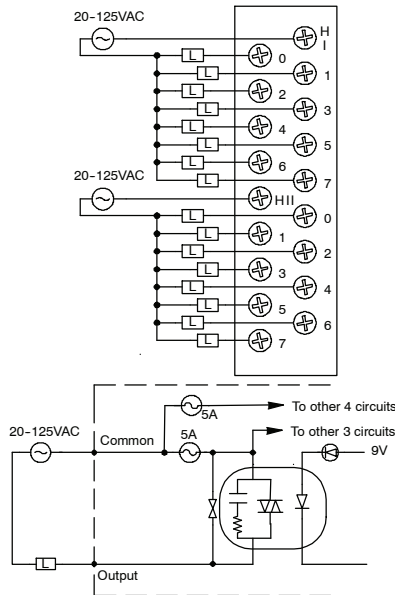 20-125VAC
H
I
L
0
L
1
L
2
L
3
L
4
L
5
L
6
L
7
20-125VAC
HII
L
0
L
1
L
2
L
3
L
4
L
5
L
6
L
7
5A
To other 4 circuits
20-125VAC
Common
5A
To other 3 circuits
9V
L
Output